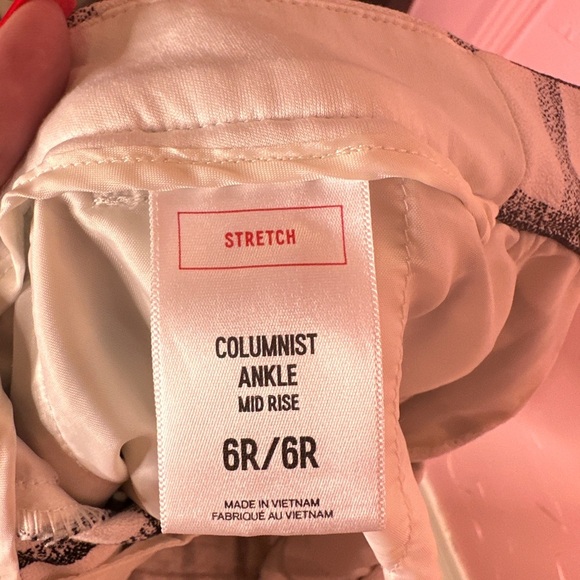 STRETCH
COLUMNIST
ANKLE
MID RISE
6R/6R
MADE IN VIETNAM
FABRIQUÉ AU VIETNAM